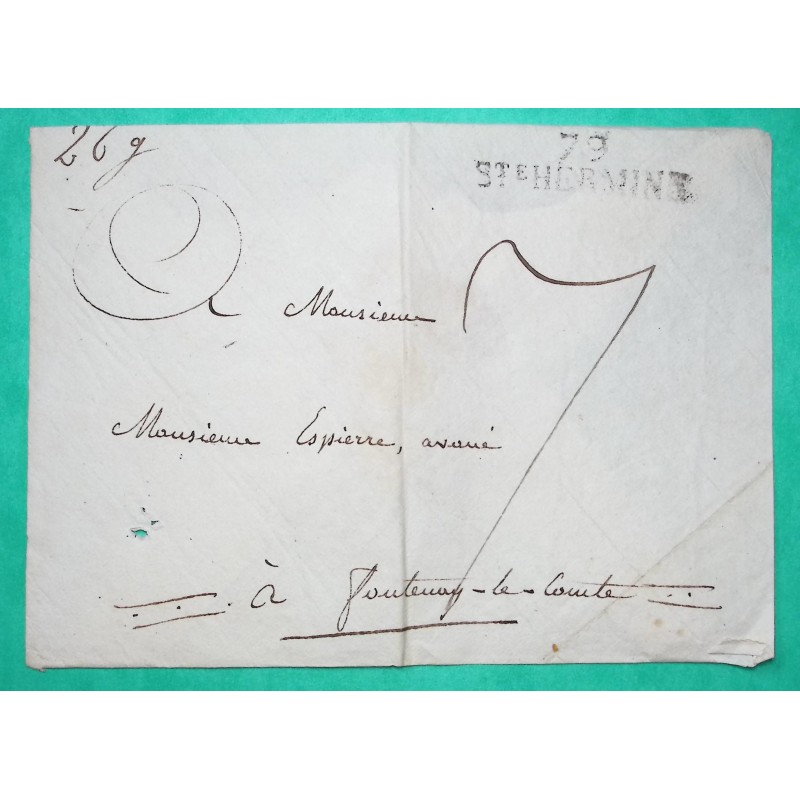 26 g
79
STE HERMINE
A Monsieur
7
Monsieur Espierre, avoué
à Fontenay-le-Comte